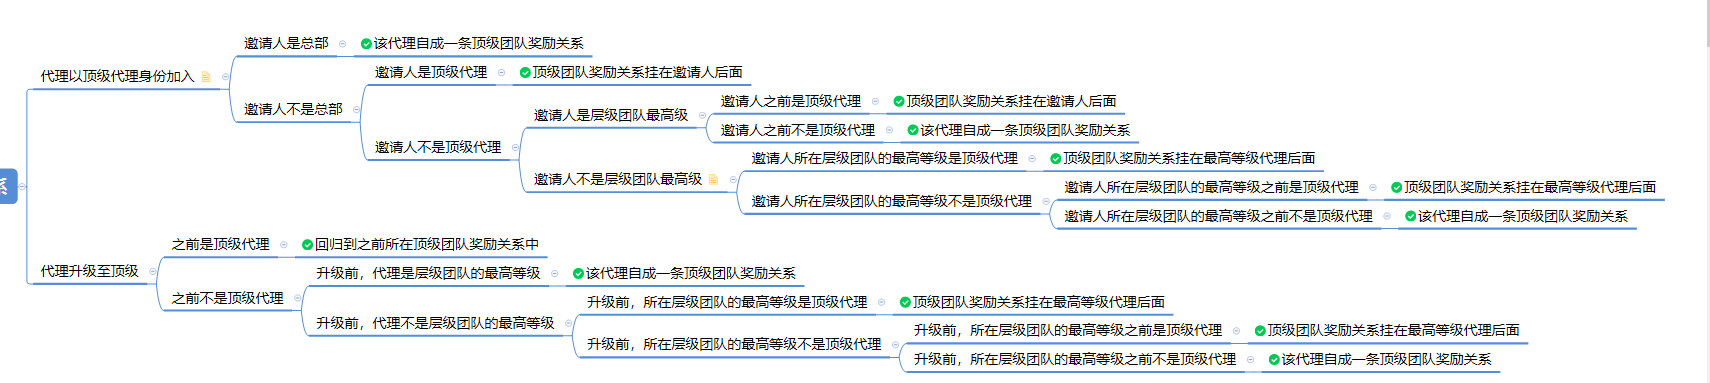 系
代理以顶级代理身份加入
邀请人是总部
该代理自成一条顶级团队奖励关系
邀请人不是总部
邀请人是顶级代理
顶级团队奖励关系挂在邀请人后面
邀请人不是顶级代理
邀请人是层级团队最高级
邀请人之前是顶级代理
顶级团队奖励关系挂在邀请人后面
邀请人之前不是顶级代理
该代理自成一条顶级团队奖励关系
邀请人不是层级团队最高级
邀请人所在层级团队的最高等级是顶级代理
顶级团队奖励关系挂在最高等级代理后面
邀请人所在层级团队的最高等级不是顶级代理
邀请人所在层级团队的最高等级之前是顶级代理
顶级团队奖励关系挂在最高等级代理后面
邀请人所在层级团队的最高等级之前不是顶级代理
该代理自成一条顶级团队奖励关系
代理升级至顶级
之前是顶级代理
回归到之前所在顶级团队奖励关系中
之前不是顶级代理
升级前，代理是层级团队的最高等级
该代理自成一条顶级团队奖励关系
升级前，代理不是层级团队的最高等级
升级前，所在层级团队的最高等级是顶级代理
顶级团队奖励关系挂在最高等级代理后面
升级前，所在层级团队的最高等级不是顶级代理
升级前，所在层级团队的最高等级之前是顶级代理
顶级团队奖励关系挂在最高等级代理后面
升级前，所在层级团队的最高等级之前不是顶级代理
该代理自成一条顶级团队奖励关系